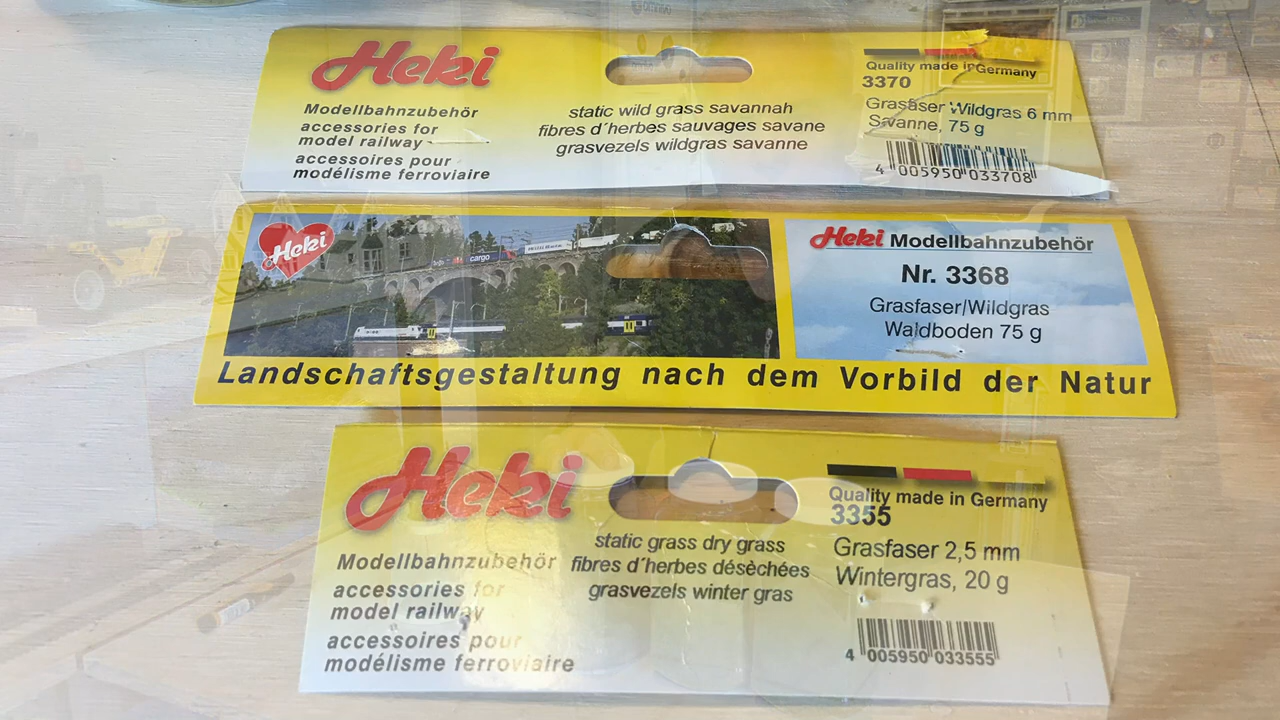 Heki
Modellbahnzubehör
accessories for
model railway
accessoires pour
modélisme ferroviaire
static wild grass savannah
fibres d´herbes sauvages savane
grasvezels wildgras savanne
Quality made in Germany
3370
Grasfaser Wildgras 6 mm
Savanne, 75 g
4 005950 033708
Heki
cargo
Heki Modellbahnzubehör
Nr. 3368
Grasfaser/Wildgras
Waldboden 75 g
Landschaftsgestaltung nach dem Vorbild der Natur
Heki
Modellbahnzubehör
accessories for
model railway
accessoires pour
modélisme ferroviaire
static grass dry grass
fibres d´herbes désèchées
grasvezels winter gras
Quality made in Germany
3355
Grasfaser 2,5 mm
Wintergras, 20 g
4 005950 033555